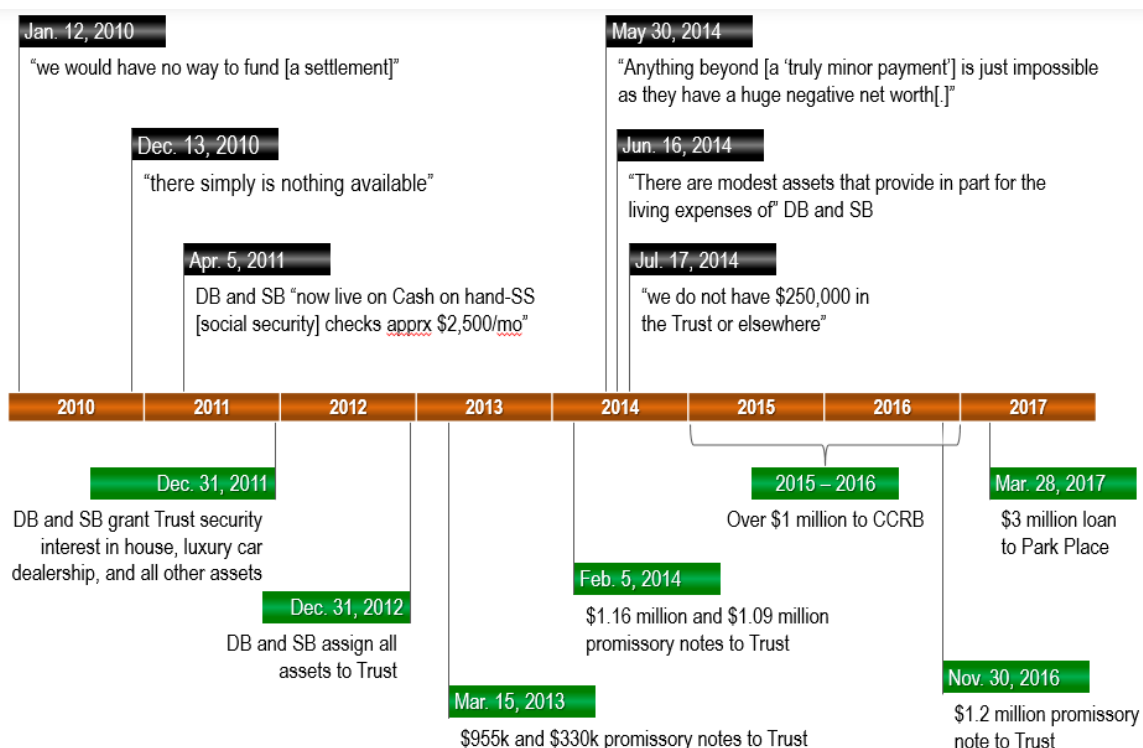 Jan. 12, 2010
“we would have no way to fund [a settlement]”
Dec. 13, 2010
“there simply is nothing available”
Apr. 5, 2011
DB and SB “now live on Cash on hand-SS
[social security] checks apprx $2,500/mo”
May 30, 2014
“Anything beyond [a ‘truly minor payment’] is just impossible
as they have a huge negative net worth[.]”
Jun. 16, 2014
“There are modest assets that provide in part for the
living expenses of” DB and SB
Jul. 17, 2014
“we do not have $250,000 in
the Trust or elsewhere”
2010 2011 2012 2013 2014 2015 2016 2017
Dec. 31, 2011
DB and SB grant Trust security
interest in house, luxury car
dealership, and all other assets
Dec. 31, 2012
DB and SB assign all
assets to Trust
Mar. 15, 2013
$955k and $330k promissory notes to Trust
Feb. 5, 2014
$1.16 million and $1.09 million
promissory notes to Trust
2015 – 2016
Over $1 million to CCRB
Nov. 30, 2016
$1.2 million promissory
note to Trust
Mar. 28, 2017
$3 million loan
to Park Place